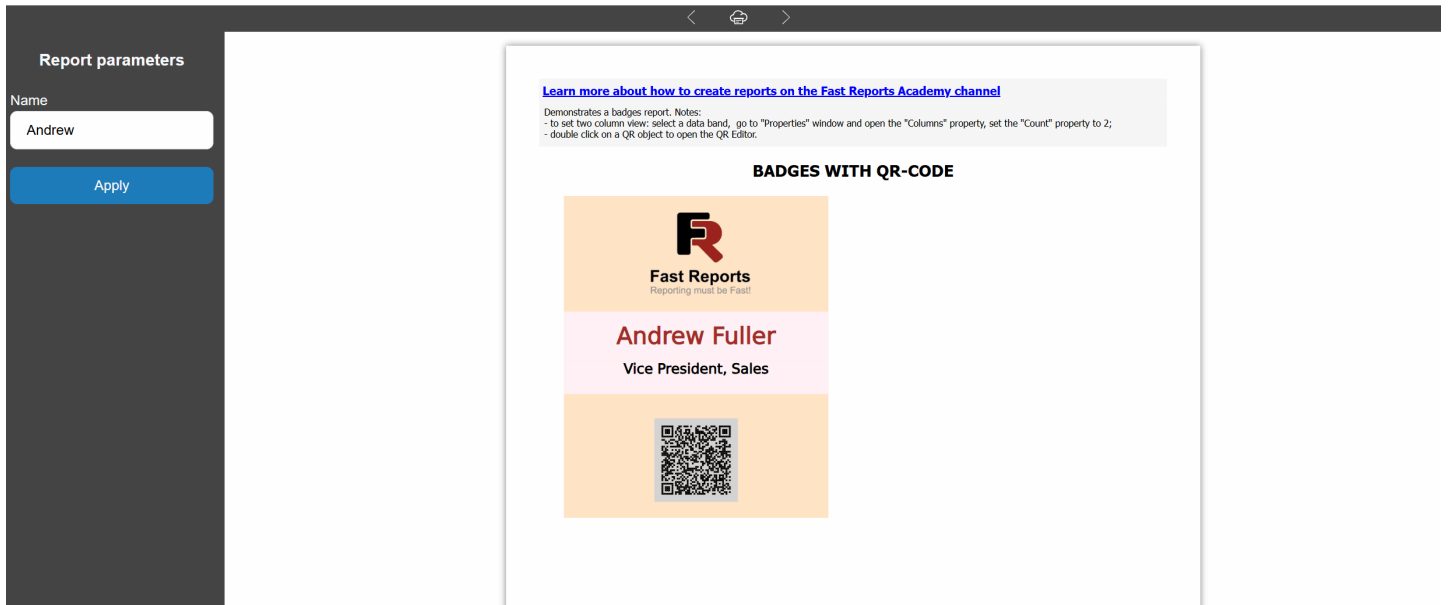 Report parameters
Name
Andrew
Apply
Learn more about how to create reports on the Fast Reports Academy channel
Demonstrates a badges report. Notes:
- to set two column view: select a data band, go to "Properties" window and open the "Columns" property, set the "Count" property to 2;
- double click on a QR object to open the QR Editor.
BADGES WITH QR-CODE
FR
Fast Reports
Reporting must be Fast!
Andrew Fuller
Vice President, Sales